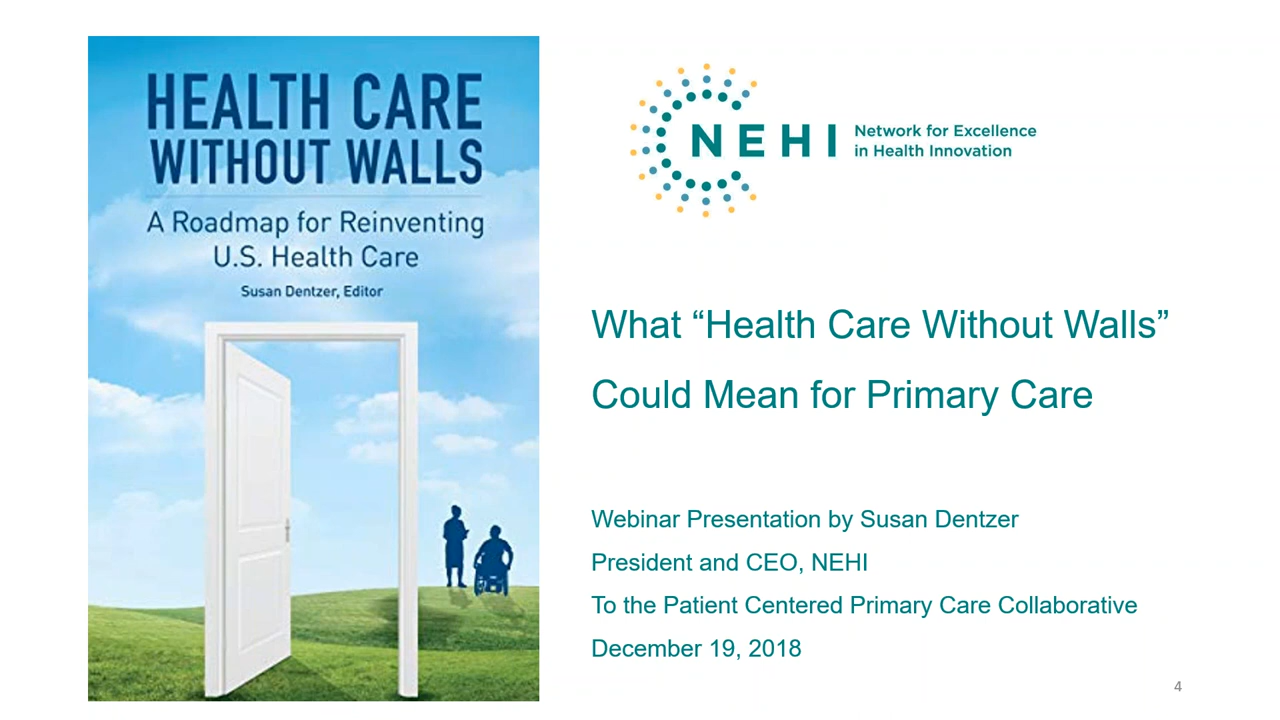 HEALTH CARE
WITHOUT WALLS
A Roadmap for Reinventing
U.S. Health Care
Susan Dentzer, Editor
NEHI
Network for Excellence
in Health Innovation
What “Health Care Without Walls”
Could Mean for Primary Care
Webinar Presentation by Susan Dentzer
President and CEO, NEHI
To the Patient Centered Primary Care Collaborative
December 19, 2018
4